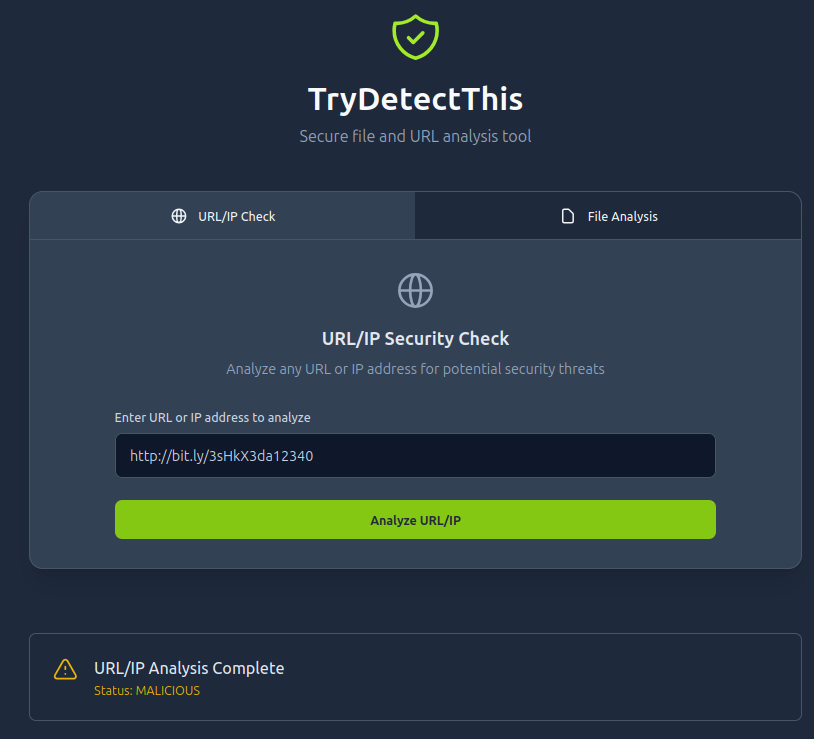 TryDetectThis
Secure file and URL analysis tool
URL/IP Check
File Analysis
URL/IP Security Check
Analyze any URL or IP address for potential security threats
Enter URL or IP address to analyze
http://bit.ly/3sHkX3da12340
Analyze URL/IP
URL/IP Analysis Complete
Status: MALICIOUS